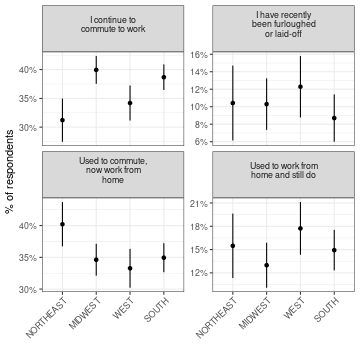 I continue to
commute to work
I have recently
been furloughed
or laid-off
40%
35%
30%
16%
14%
12%
10%
8%
6%
Used to commute,
now work from
home
Used to work from
home and still do
40%
35%
30%
21%
18%
15%
12%
% of respondents
NORTHEAST
MIDWEST
WEST
SOUTH
NORTHEAST
MIDWEST
WEST
SOUTH